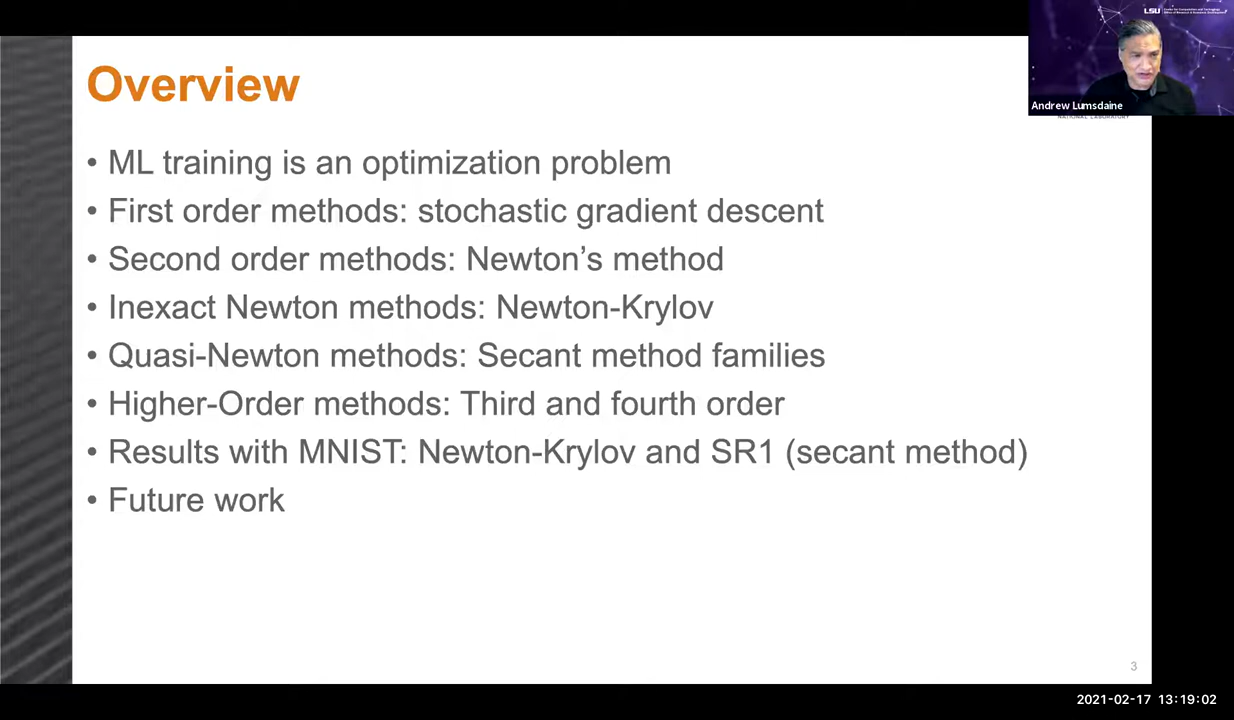 Overview
• ML training is an optimization problem
• First order methods: stochastic gradient descent
• Second order methods: Newton’s method
• Inexact Newton methods: Newton-Krylov
• Quasi-Newton methods: Secant method families
• Higher-Order methods: Third and fourth order
• Results with MNIST: Newton-Krylov and SR1 (secant method)
• Future work
LSU
Andrew Lumsdaine
NATIONAL LABORATORY
3
2021-02-17 13:19:02